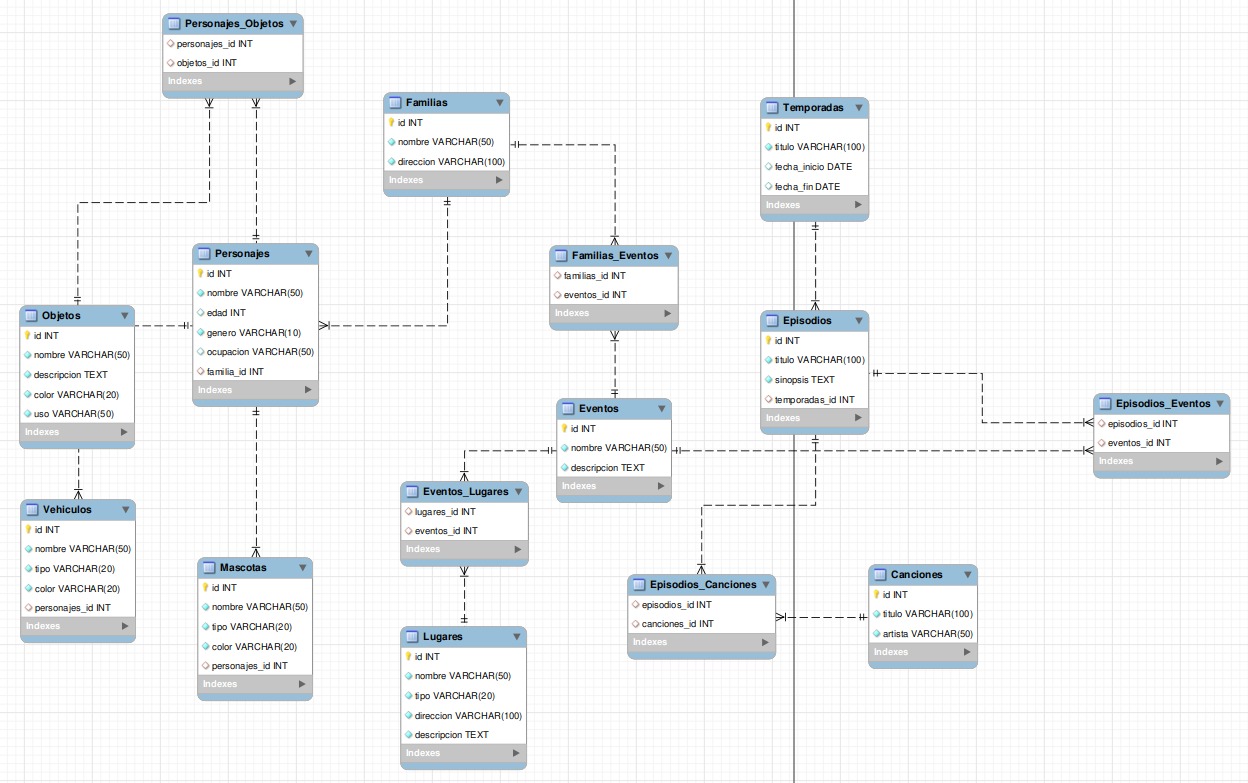 Personajes_Objetos
personajes_id INT
objetos_id INT
Indexes
Familias
id INT
nombre VARCHAR(50)
direccion VARCHAR(100)
Indexes
Temporadas
id INT
titulo VARCHAR(100)
fecha_inicio DATE
fecha_fin DATE
Indexes
Personajes
id INT
nombre VARCHAR(50)
edad INT
genero VARCHAR(10)
ocupacion VARCHAR(50)
familia_id INT
Indexes
Familias_Eventos
familias_id INT
eventos_id INT
Indexes
Objetos
id INT
nombre VARCHAR(50)
descripcion TEXT
color VARCHAR(20)
uso VARCHAR(50)
Indexes
Episodios
id INT
titulo VARCHAR(100)
sinopsis TEXT
temporadas_id INT
Indexes
Eventos
id INT
nombre VARCHAR(50)
descripcion TEXT
Indexes
Episodios_Eventos
episodios_id INT
eventos_id INT
Indexes
Vehiculos
id INT
nombre VARCHAR(50)
tipo VARCHAR(20)
color VARCHAR(20)
personajes_id INT
Indexes
Eventos_Lugares
lugares_id INT
eventos_id INT
Indexes
Mascotas
id INT
nombre VARCHAR(50)
tipo VARCHAR(20)
color VARCHAR(20)
personajes_id INT
Indexes
Episodios_Canciones
episodios_id INT
canciones_id INT
Indexes
Canciones
id INT
titulo VARCHAR(100)
artista VARCHAR(50)
Indexes
Lugares
id INT
nombre VARCHAR(50)
tipo VARCHAR(20)
direccion VARCHAR(100)
descripcion TEXT
Indexes